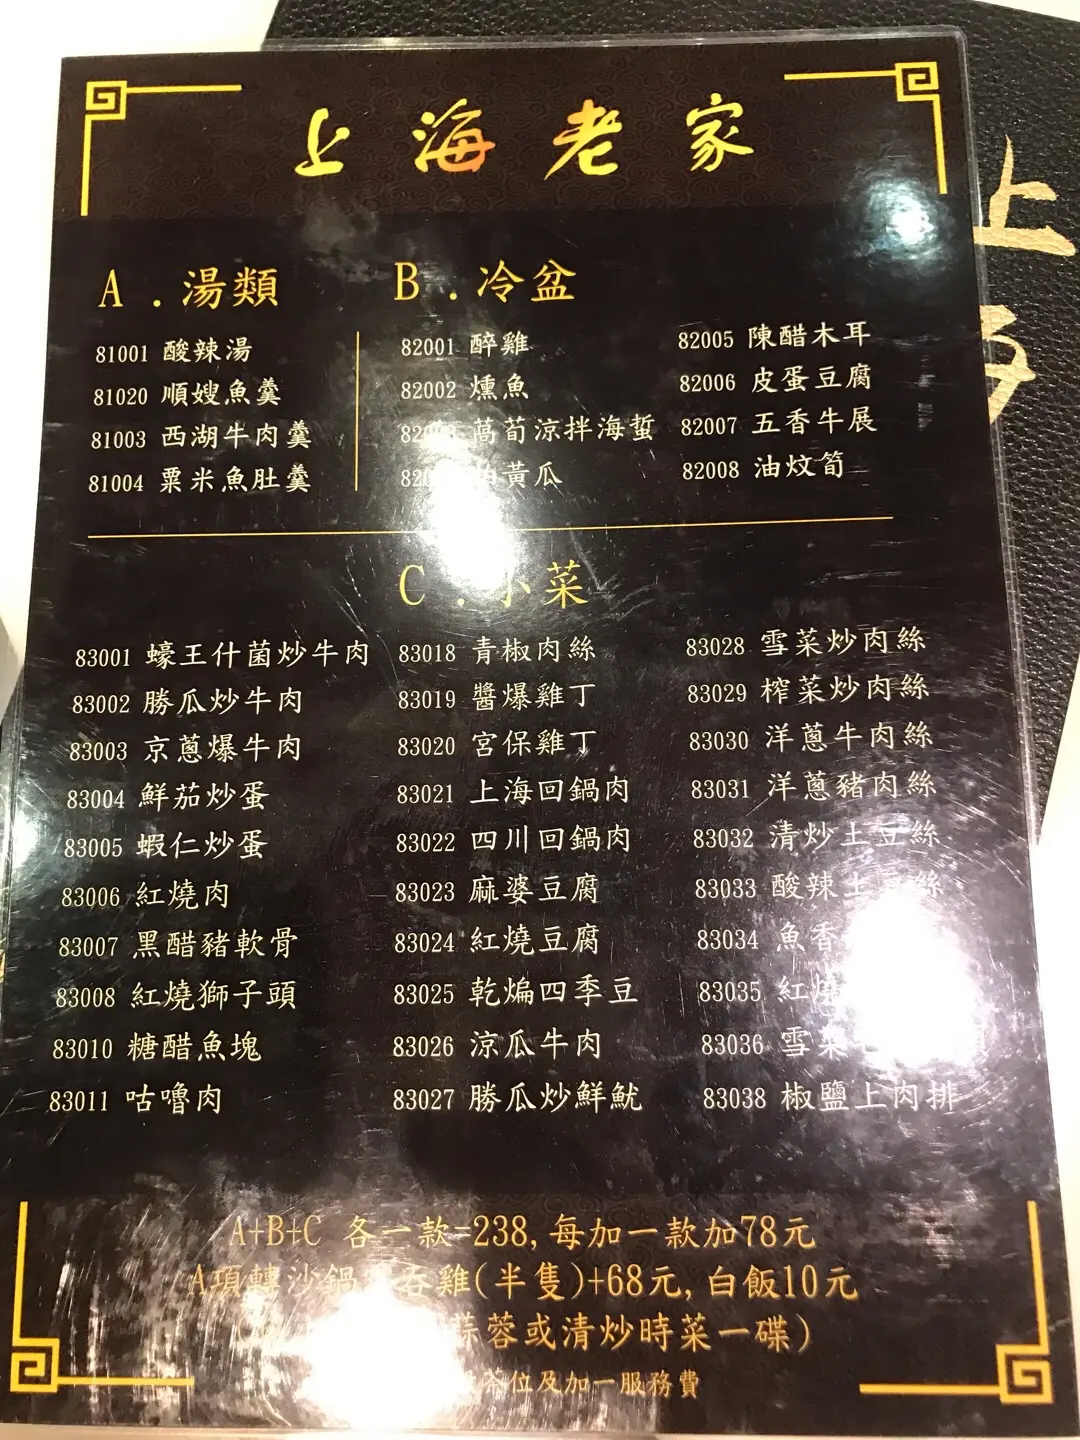 上海老家
A．湯類
81001 酸辣湯
81020 順嫂魚羹
81003 西湖牛肉羹
81004 粟米魚肚羹
B．冷盆
82001 醉雞
82002 燻魚
萵荀涼拌海蜇
黃瓜
82005 陳醋木耳
82006 皮蛋豆腐
82007 五香牛展
82008 油炆筍
C．小菜
83001 蠔王什菌炒牛肉
83002 勝瓜炒牛肉
83003 京蔥爆牛肉
83004 鮮茄炒蛋
83005 蝦仁炒蛋
83006 紅燒肉
83007 黑醋豬軟骨
83008 紅燒獅子頭
83010 糖醋魚塊
83011 咕嚕肉
83018 青椒肉絲
83019 醬爆雞丁
83020 宮保雞丁
83021 上海回鍋肉
83022 四川回鍋肉
83023 麻婆豆腐
83024 紅燒豆腐
83025 乾煸四季豆
83026 涼瓜牛肉
83027 勝瓜炒鮮魷
83028 雪菜炒肉絲
83029 榨菜炒肉絲
83030 洋蔥牛肉絲
83031 洋蔥豬肉絲
83032 清炒土豆絲
83033 酸辣土豆絲
83034 魚香
83035 紅燒
83036 雪菜
83038 椒鹽上肉排
A+B+C 各一款=238,每加一款加78元
A項轉沙鍋 吞雞(半隻)+68元,白飯10元
蒜蓉或清炒時菜一碟)
茶位及加一服務費
上